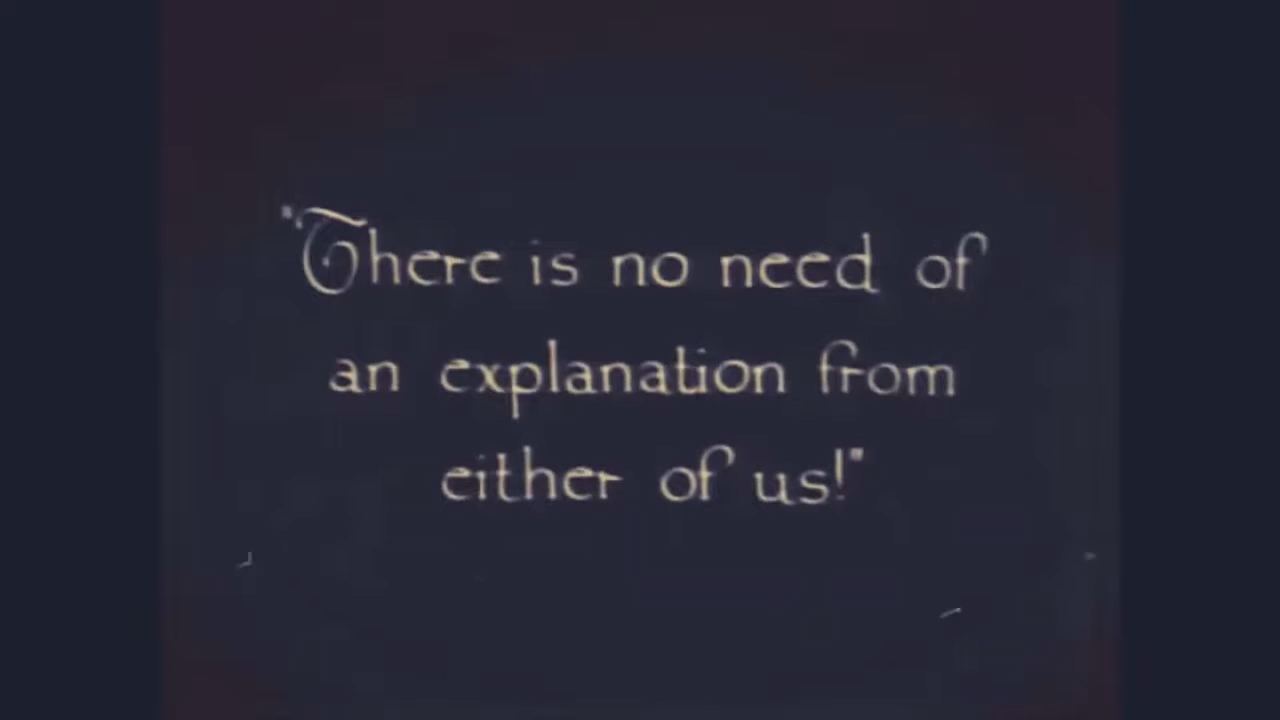 "There is no need of
an explanation from
either of us!"